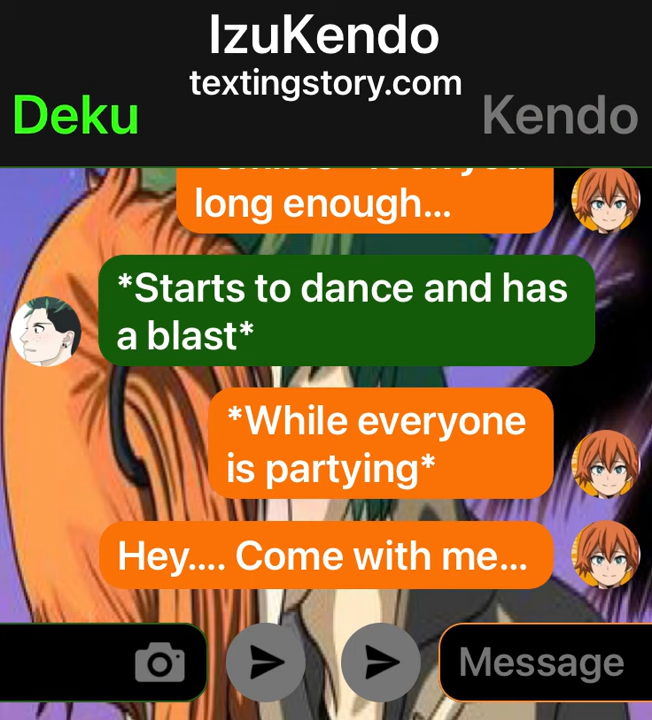 IzuKendo
textingstory.com
Deku
Kendo
long enough...
*Starts to dance and has
a blast*
*While everyone
is partying*
Hey.... Come with me...
Message